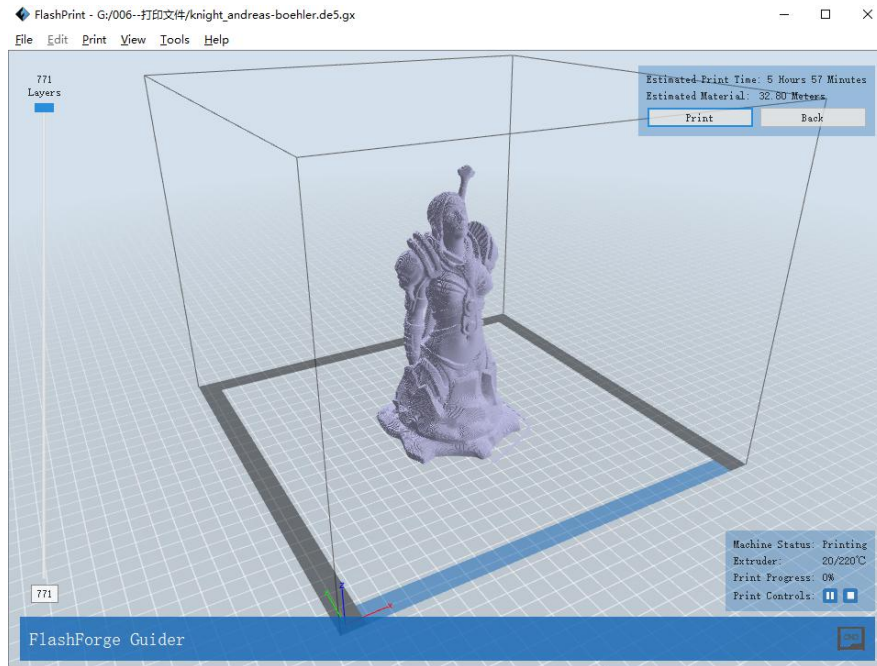 FlashPrint - G:/006--打印文件/knight_andreas-boehler.de5.gx
File Edit Print View Tools Help
771
Layers
Estimated Print Time: 5 Hours 57 Minutes
Estimated Material: 32.80 Meters
Print Back
Machine Status: Printing
Extruder: 20/220℃
Print Progress: 0%
Print Controls:
771
FlashForge Guider